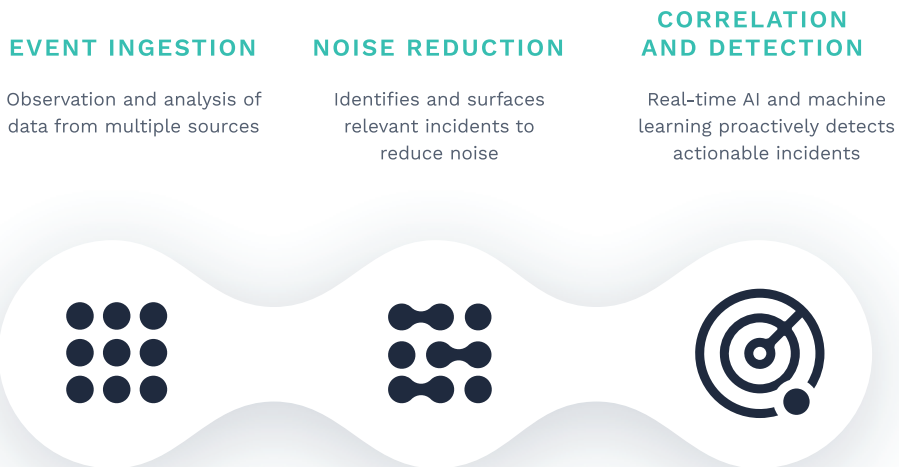 EVENT INGESTION
Observation and analysis of
data from multiple sources
NOISE REDUCTION
Identifies and surfaces
relevant incidents to
reduce noise
CORRELATION
AND DETECTION
Real-time AI and machine
learning proactively detects
actionable incidents